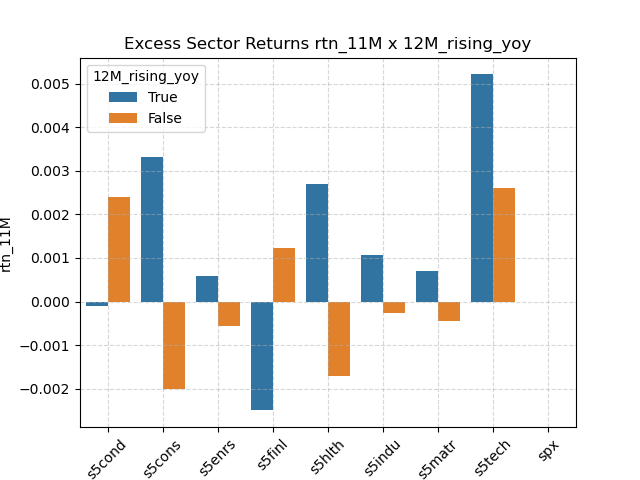 Excess Sector Returns rtn_11M x 12M_rising_yoy
12M_rising_yoy
True
False
0.005
0.004
0.003
0.002
0.001
0.000
−0.001
−0.002
rtn_11M
s5cond
s5cons
s5enrs
s5finl
s5hlth
s5indu
s5matr
s5tech
spx